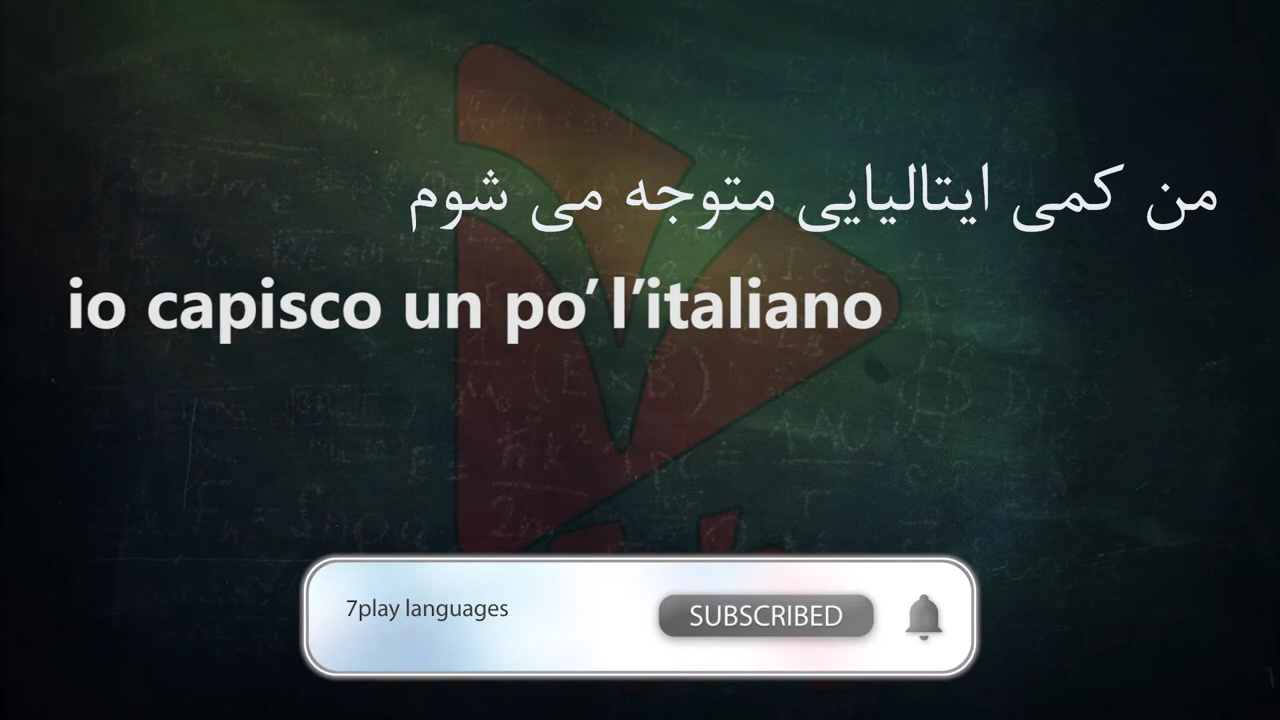 من کمی ایتالیایی متوجه می شوم
io capisco un po’ l’italiano
7play languages
SUBSCRIBED